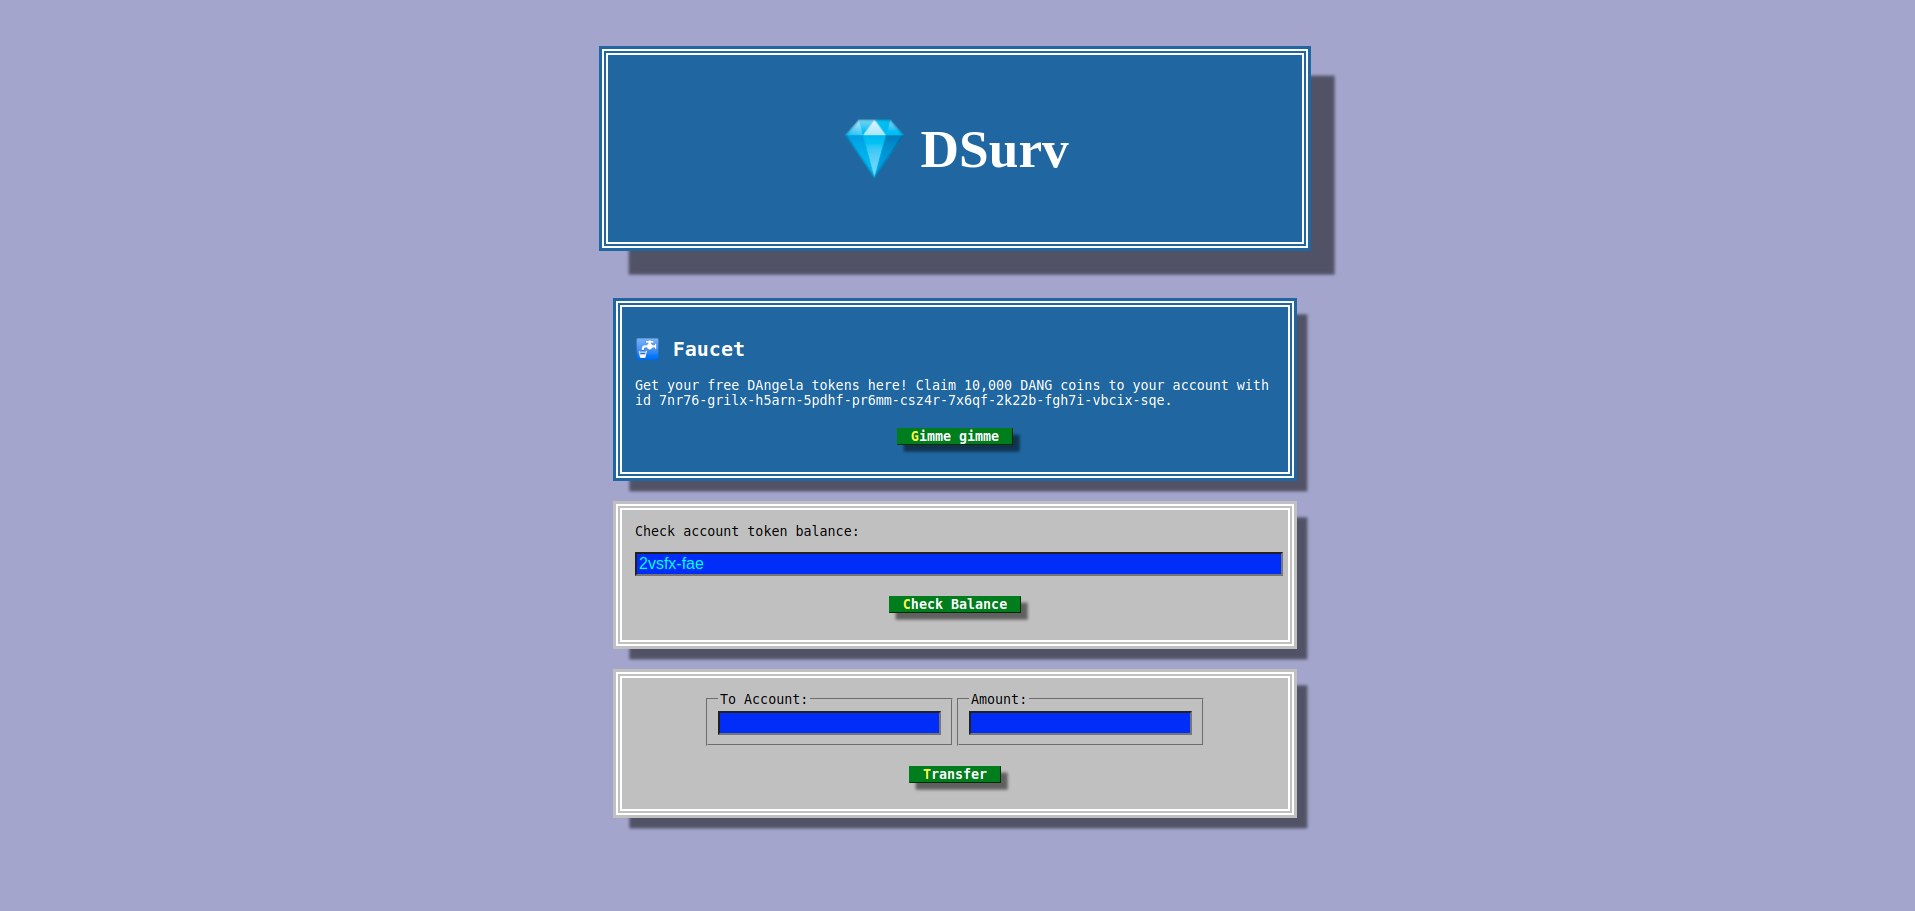 DSurv
Faucet
Get your free DAngela tokens here! Claim 10,000 DANG coins to your account with
id 7nr76-grilx-h5arn-5pdhf-pr6mm-csz4r-7x6qf-2k22b-fgh7i-vbcix-sqe.
Gimme gimme
Check account token balance:
2vsfx-fae
Check Balance
To Account:
Amount:
Transfer